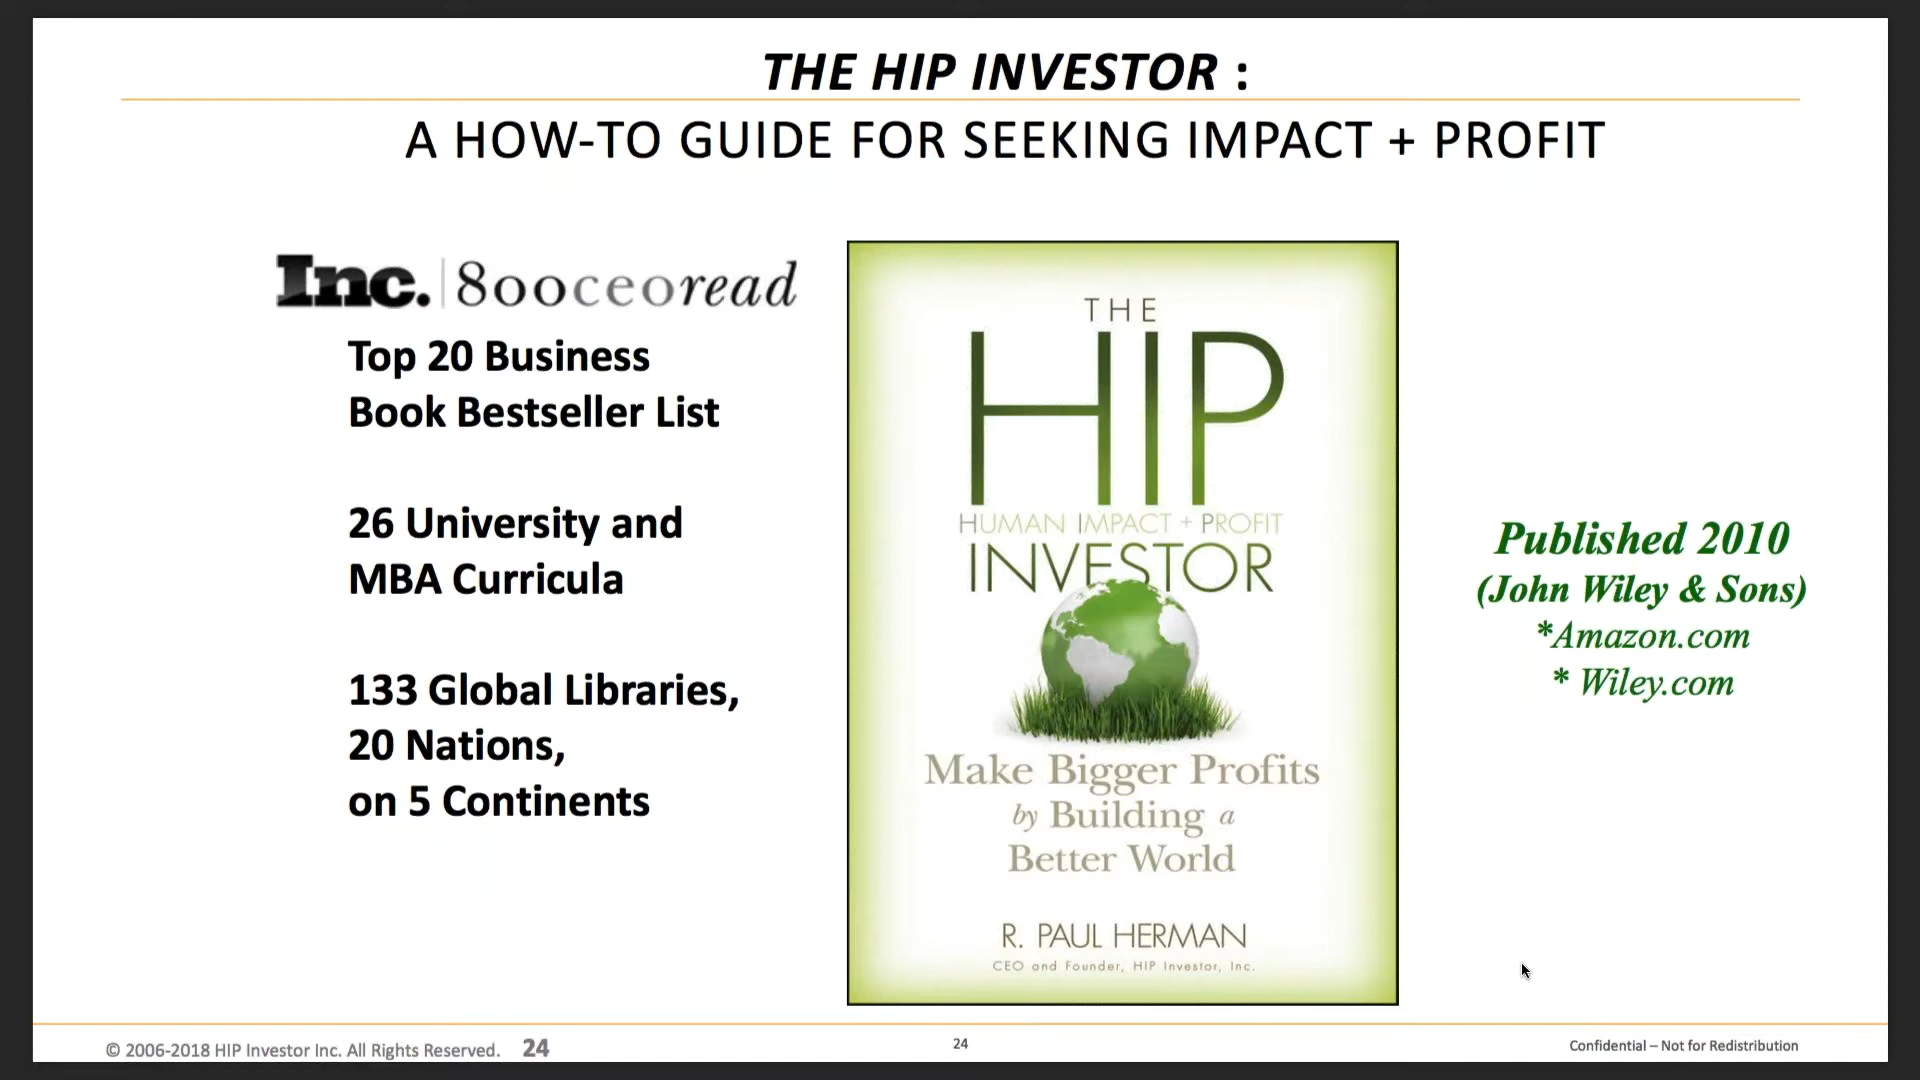 THE HIP INVESTOR :
A HOW-TO GUIDE FOR SEEKING IMPACT + PROFIT
Inc. 800ceoread
Top 20 Business
Book Bestseller List
26 University and
MBA Curricula
133 Global Libraries,
20 Nations,
on 5 Continents
THE
HIP
HUMAN IMPACT + PROFIT
INVESTOR
Make Bigger Profits
by Building a
Better World
R. PAUL HERMAN
CEO and Founder, HIP Investor, Inc.
Published 2010
(John Wiley & Sons)
*Amazon.com
* Wiley.com
© 2006-2018 HIP Investor Inc. All Rights Reserved. 24
24
Confidential – Not for Redistribution